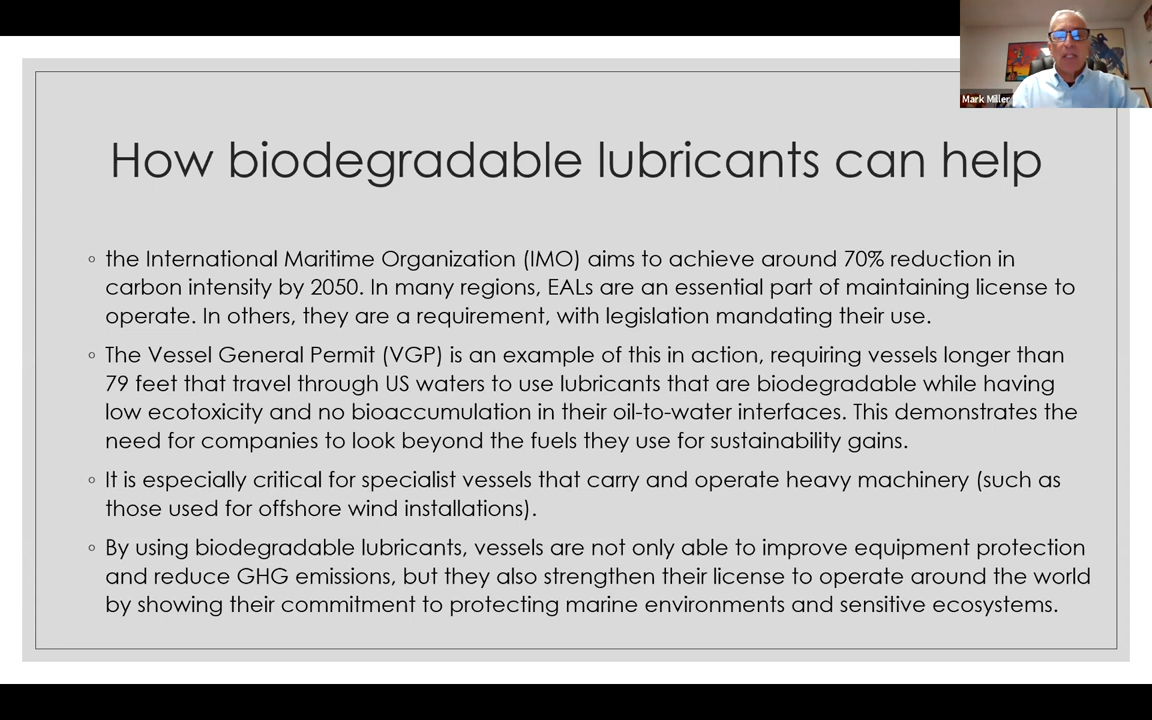 Mark Miller
How biodegradable lubricants can help
◦ the International Maritime Organization (IMO) aims to achieve around 70% reduction in
carbon intensity by 2050. In many regions, EALs are an essential part of maintaining license to
operate. In others, they are a requirement, with legislation mandating their use.
◦ The Vessel General Permit (VGP) is an example of this in action, requiring vessels longer than
79 feet that travel through US waters to use lubricants that are biodegradable while having
low ecotoxicity and no bioaccumulation in their oil-to-water interfaces. This demonstrates the
need for companies to look beyond the fuels they use for sustainability gains.
◦ It is especially critical for specialist vessels that carry and operate heavy machinery (such as
those used for offshore wind installations).
◦ By using biodegradable lubricants, vessels are not only able to improve equipment protection
and reduce GHG emissions, but they also strengthen their license to operate around the world
by showing their commitment to protecting marine environments and sensitive ecosystems.